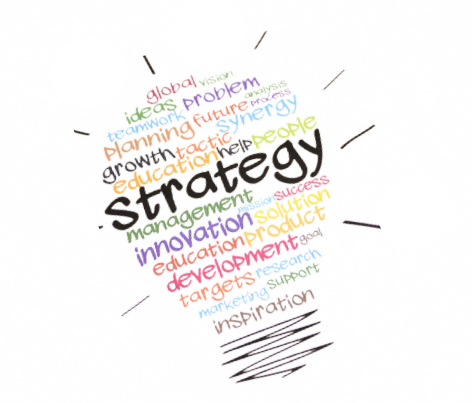 global vision
ideas problem analysis
teamwork future process
planning synergy
growth tactic help people
education
strategy
management mission success
innovation solution
education product
development goal
targets research
marketing support
inspiration